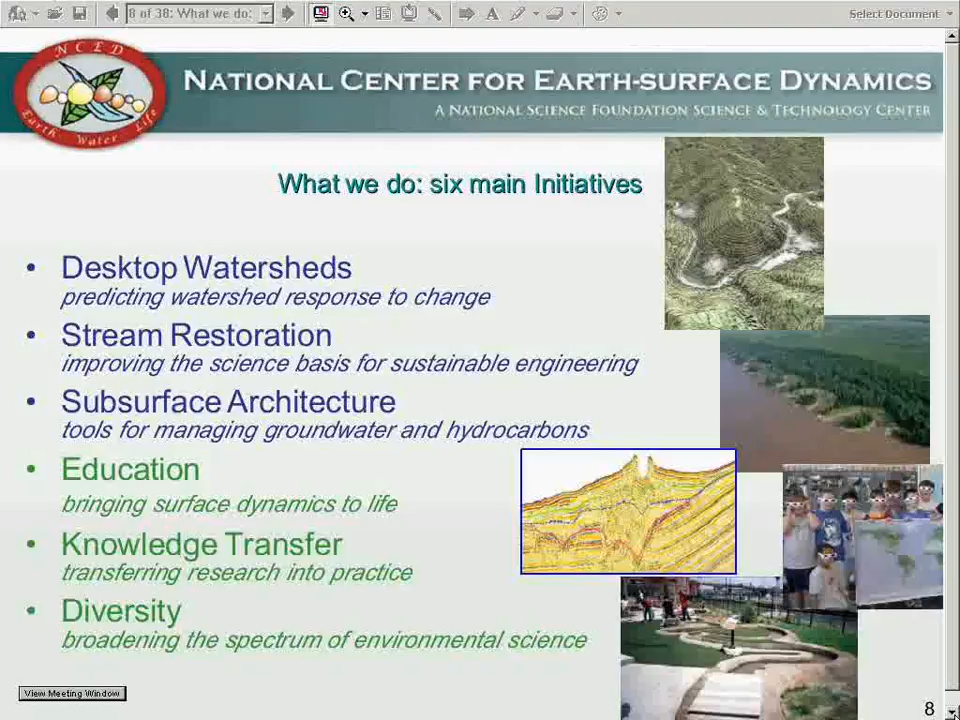 8 of 38: What we do:
Select Document
NCED
Earth Water Life
NATIONAL CENTER FOR EARTH-SURFACE DYNAMICS
A NATIONAL SCIENCE FOUNDATION SCIENCE & TECHNOLOGY CENTER
What we do: six main Initiatives
• Desktop Watersheds
predicting watershed response to change
• Stream Restoration
improving the science basis for sustainable engineering
• Subsurface Architecture
tools for managing groundwater and hydrocarbons
• Education
bringing surface dynamics to life
• Knowledge Transfer
transferring research into practice
• Diversity
broadening the spectrum of environmental science
View Meeting Window
8